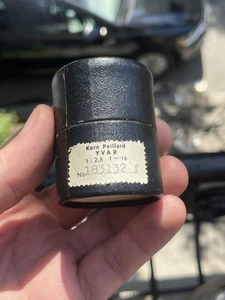 Kern Paillard
YVAR
1:2,8 f=16
No. 183132